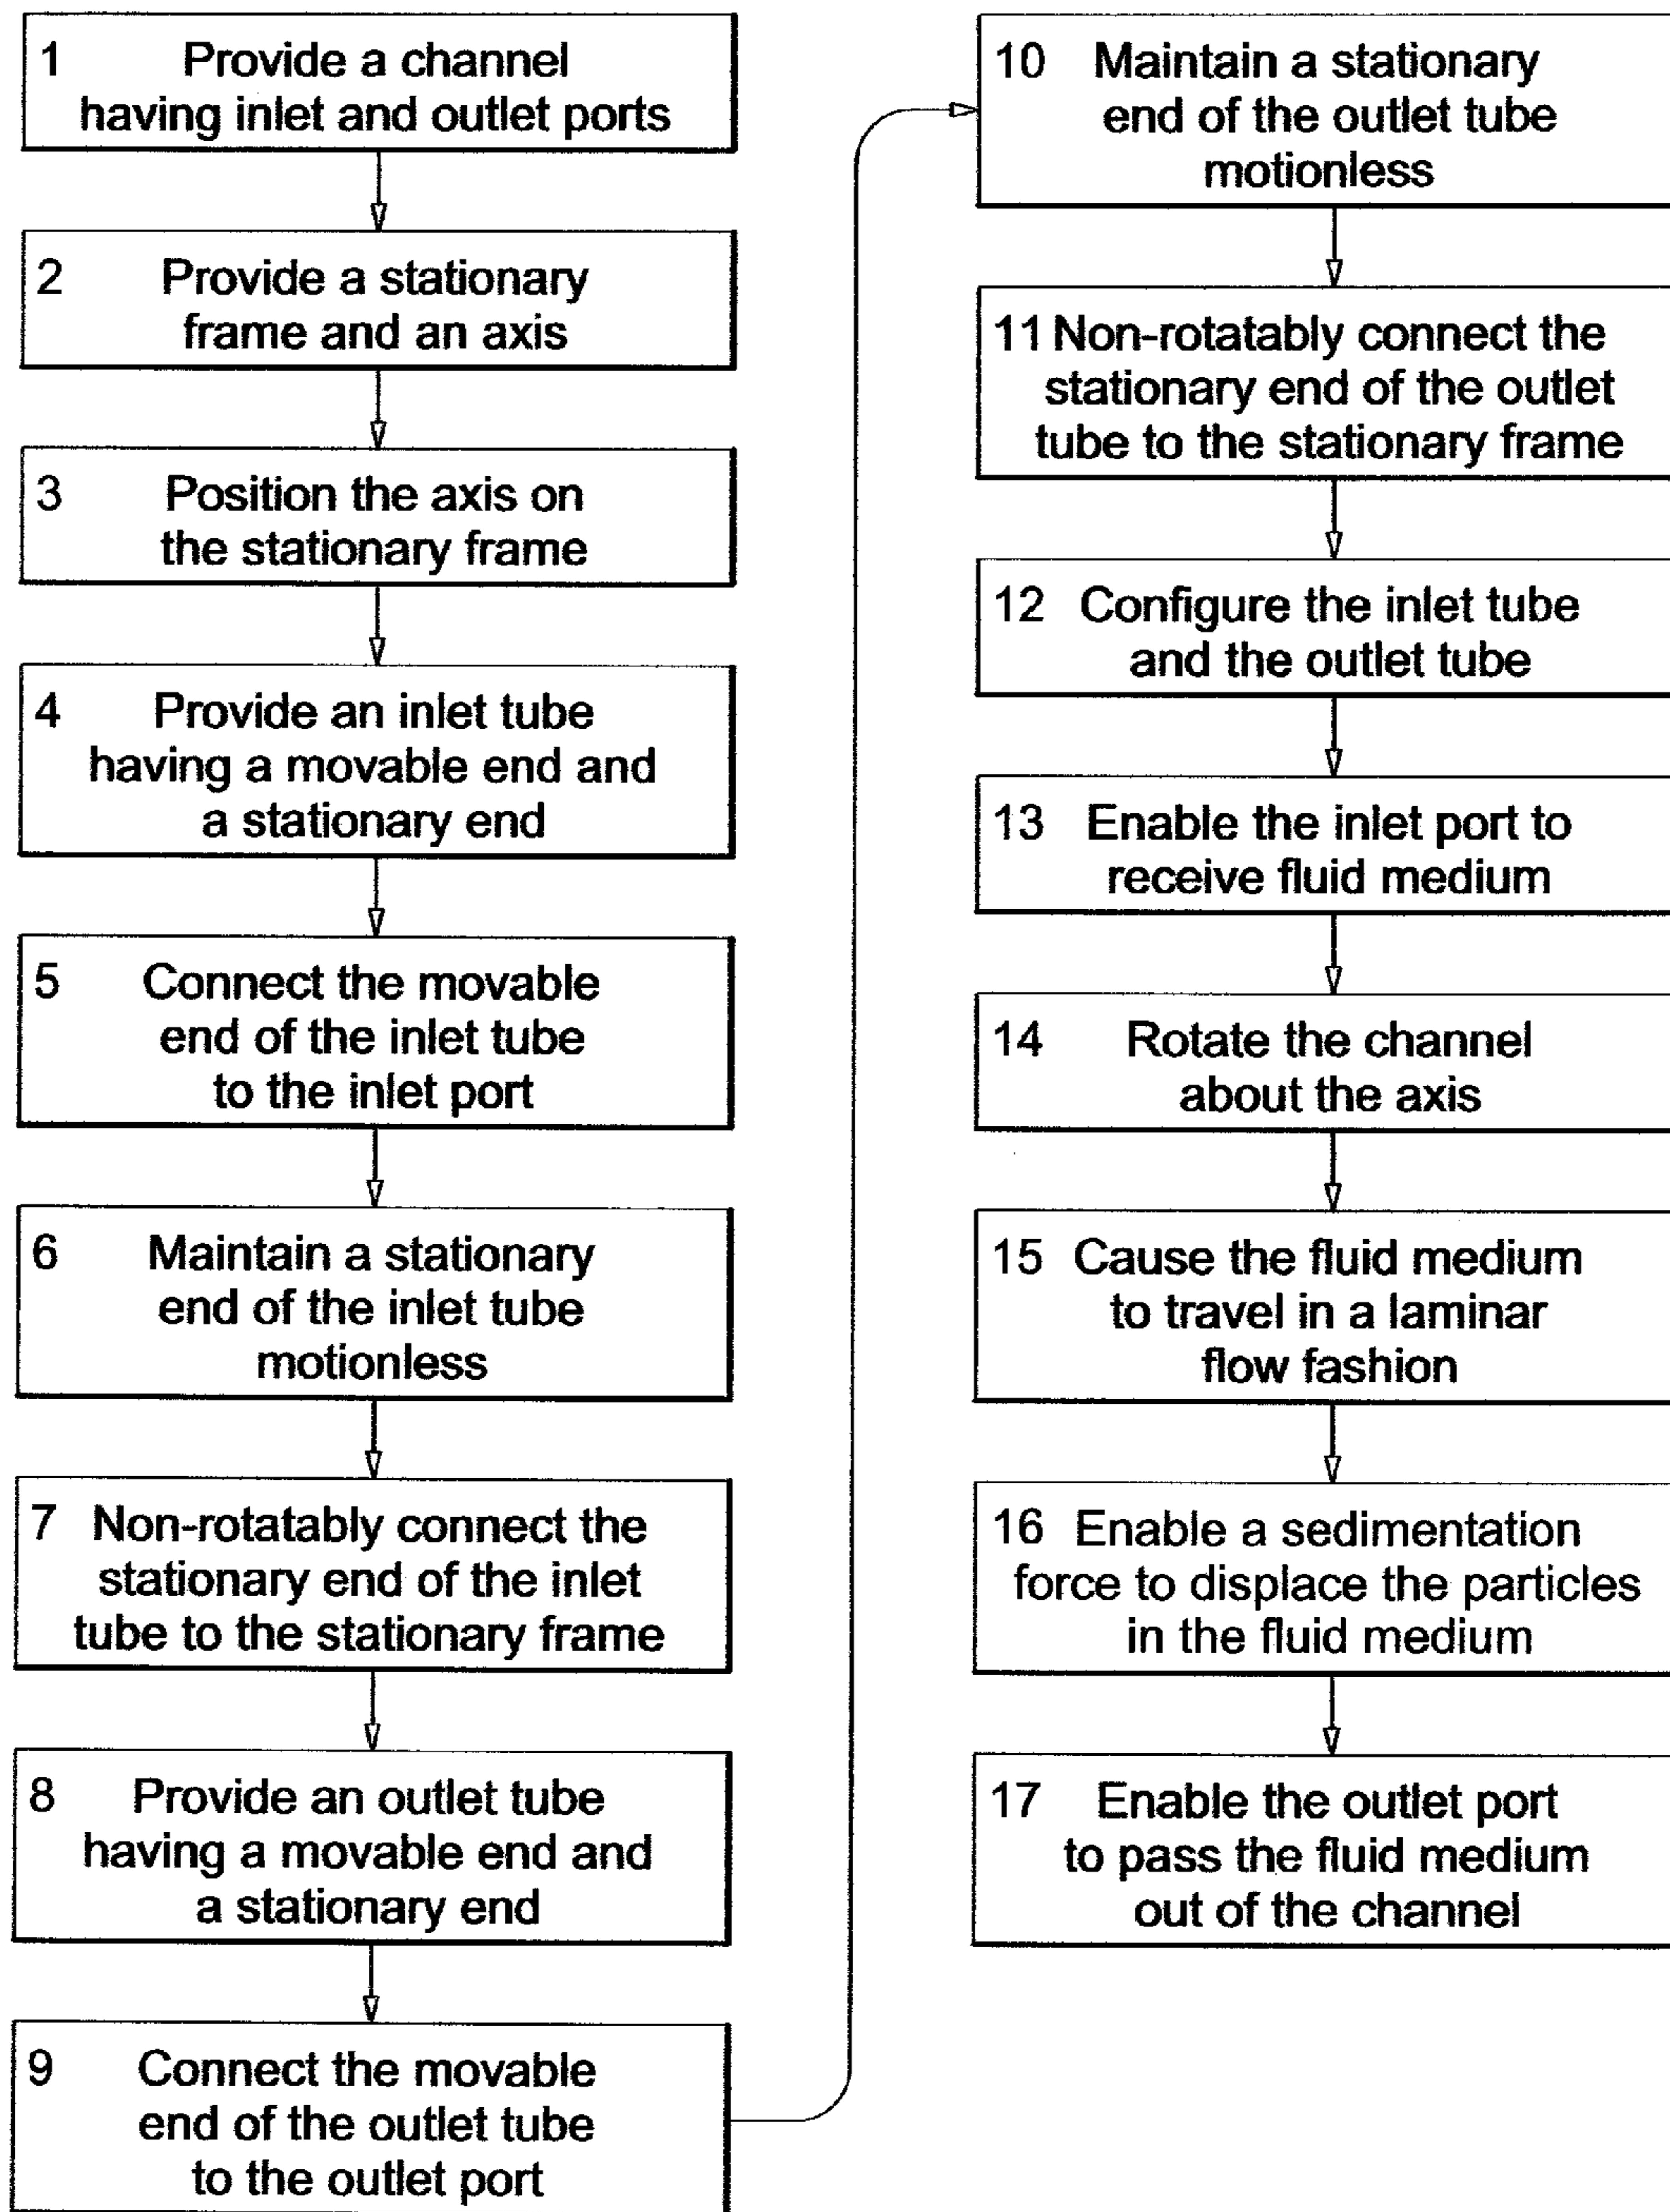 1 Provide a channel
having inlet and outlet ports
2 Provide a stationary
frame and an axis
3 Position the axis on
the stationary frame
4 Provide an inlet tube
having a movable end and
a stationary end
5 Connect the movable
end of the inlet tube
to the inlet port
6 Maintain a stationary
end of the inlet tube
motionless
7 Non-rotatably connect the
stationary end of the inlet
tube to the stationary frame
8 Provide an outlet tube
having a movable end and
a stationary end
9 Connect the movable
end of the outlet tube
to the outlet port
10 Maintain a stationary
end of the outlet tube
motionless
11 Non-rotatably connect the
stationary end of the outlet
tube to the stationary frame
12 Configure the inlet tube
and the outlet tube
13 Enable the inlet port to
receive fluid medium
14 Rotate the channel
about the axis
15 Cause the fluid medium
to travel in a laminar
flow fashion
16 Enable a sedimentation
force to displace the particles
in the fluid medium
17 Enable the outlet port
to pass the fluid medium
out of the channel